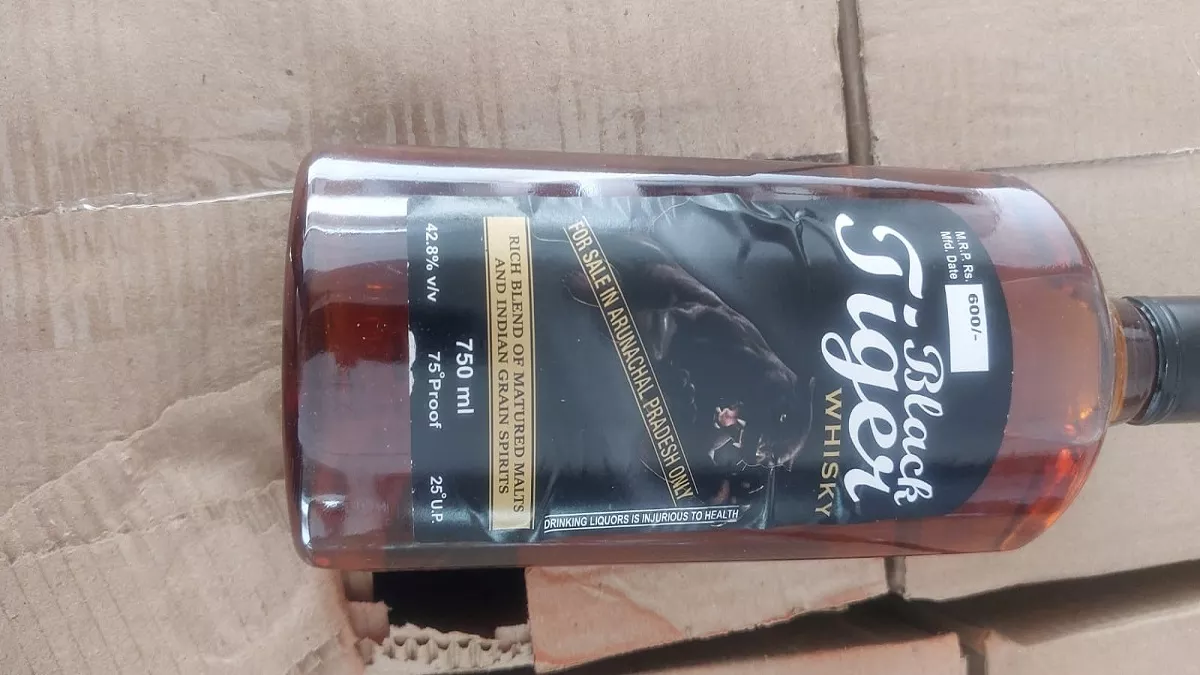 M.R.P. Rs. 600/-
Mfd. Date
Black
Tiger
WHISKY
FOR SALE IN ARUNACHAL PRADESH ONLY
DRINKING LIQUORS IS INJURIOUS TO HEALTH
RICH BLEND OF MATURED MALTS
AND INDIAN GRAIN SPIRITS
750 ml
42.8% v/v 75°Proof 25°U.P.